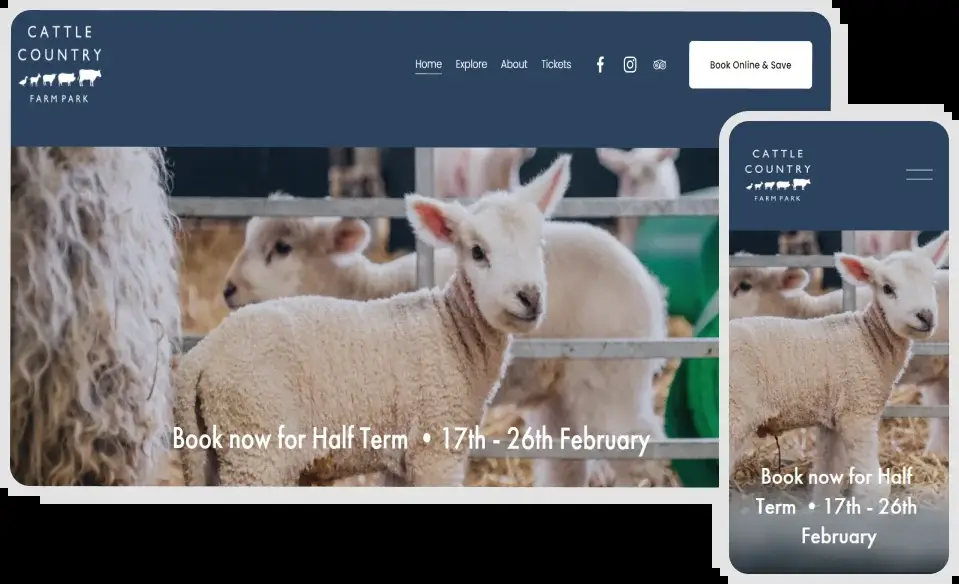 CATTLE
COUNTRY
FARM PARK
Home Explore About Tickets
Book Online & Save
Book now for Half Term • 17th - 26th February
CATTLE
COUNTRY
FARM PARK
Book now for Half
Term • 17th - 26th
February